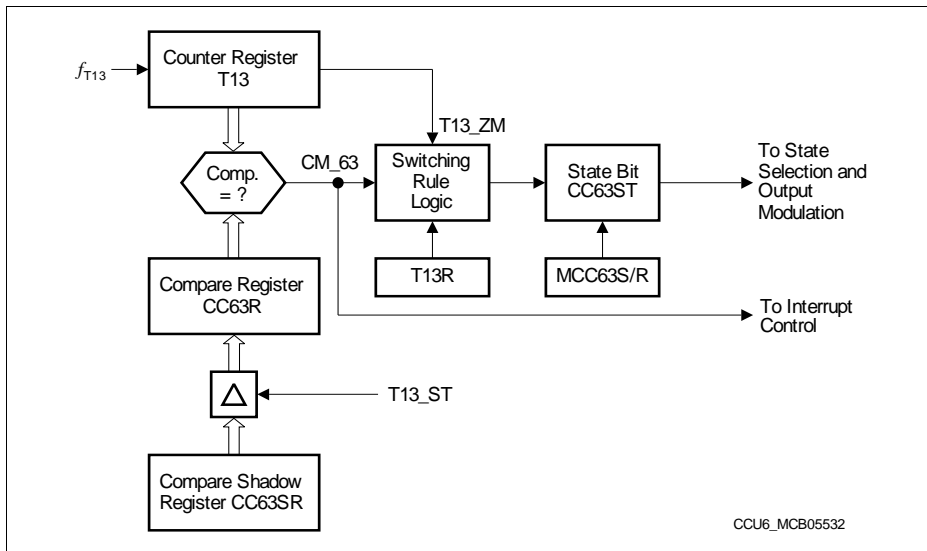 Counter Register
T13
fT13
T13_ZM
CM_63
Comp.
= ?
Switching
Rule
Logic
State Bit
CC63ST
To State
Selection and
Output
Modulation
Compare Register
CC63R
T13R
MCC63S/R
To Interrupt
Control
Δ
T13_ST
Compare Shadow
Register CC63SR
CCU6_MCB05532